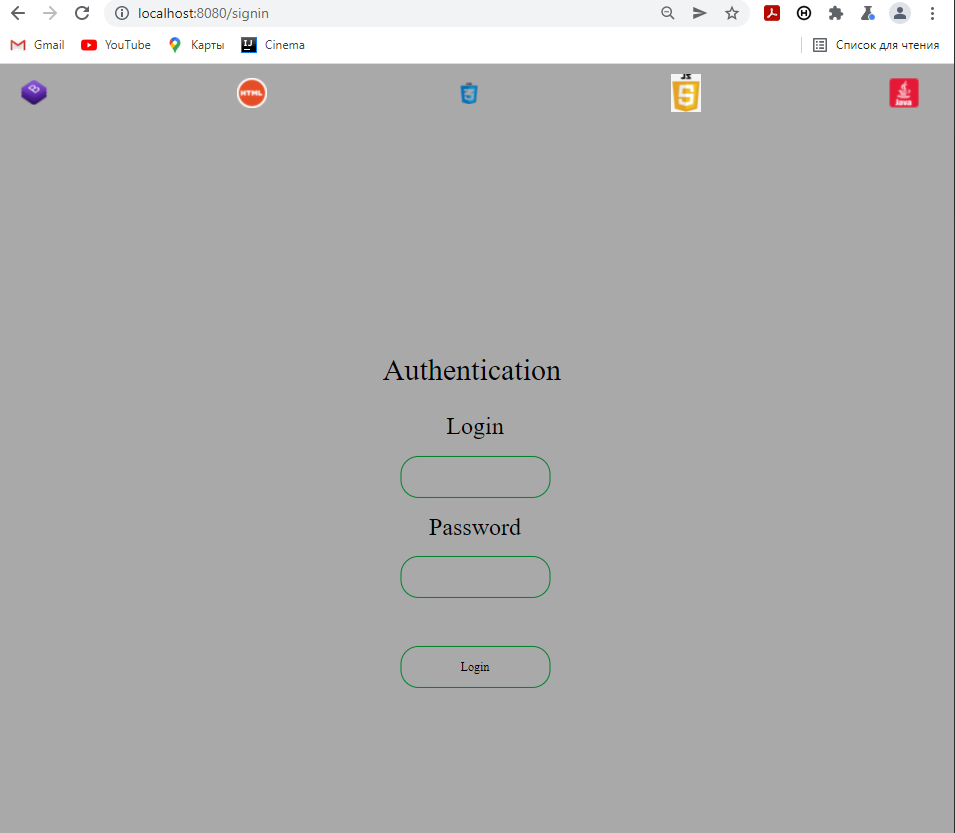 localhost:8080/signin
Gmail YouTube Карты Cinema Список для чтения
HTML JS Java
Authentication
Login
Password
Login